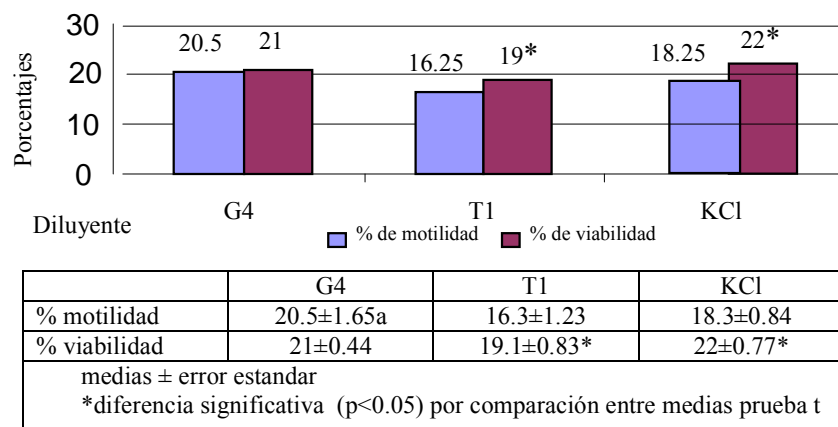 30
20.5 21 16.25 19* 18.25 22*
20
10
0
Porcentajes
Diluyente G4 T1 KCl
% de motilidad % de viabilidad
G4 T1 KCl
% motilidad 20.5±1.65a 16.3±1.23 18.3±0.84
% viabilidad 21±0.44 19.1±0.83* 22±0.77*
medias ± error estandar
*diferencia significativa (p<0.05) por comparación entre medias prueba t